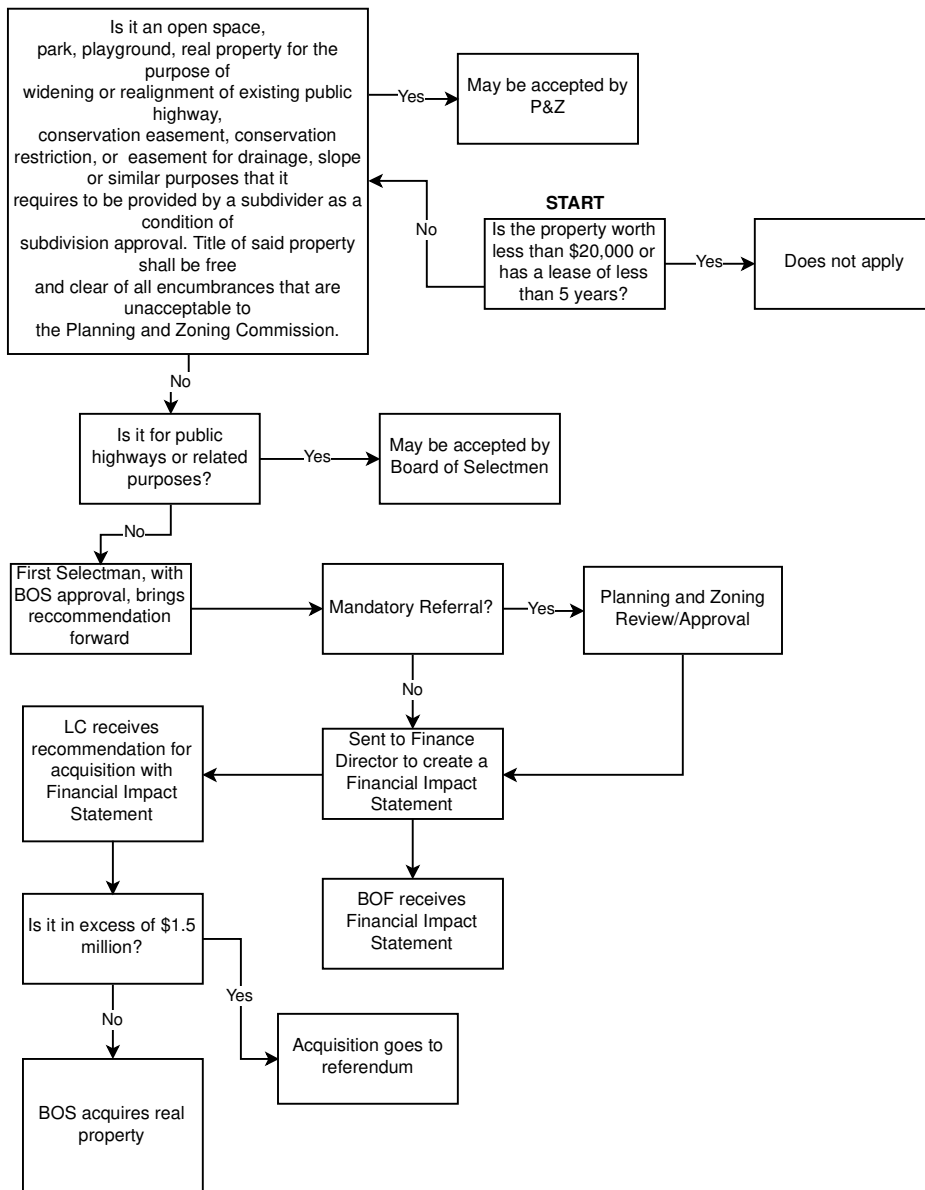 Is it an open space,
park, playground, real property for the
purpose of
widening or realignment of existing public
highway,
conservation easement, conservation
restriction, or easement for drainage, slope
or similar purposes that it
requires to be provided by a subdivider as a
condition of
subdivision approval. Title of said property
shall be free
and clear of all encumbrances that are
unacceptable to
the Planning and Zoning Commission.
Yes
May be accepted by
P&Z
START
Is the property worth
less than $20,000 or
has a lease of less
than 5 years?
No
Yes
Does not apply
No
Is it for public
highways or related
purposes?
Yes
May be accepted by
Board of Selectmen
No
First Selectman, with
BOS approval, brings
reccommendation
forward
Mandatory Referral?
Yes
Planning and Zoning
Review/Approval
No
LC receives
recommendation for
acquisition with
Financial Impact
Statement
Sent to Finance
Director to create a
Financial Impact
Statement
BOF receives
Financial Impact
Statement
Is it in excess of $1.5
million?
Yes
No
Acquisition goes to
referendum
BOS acquires real
property